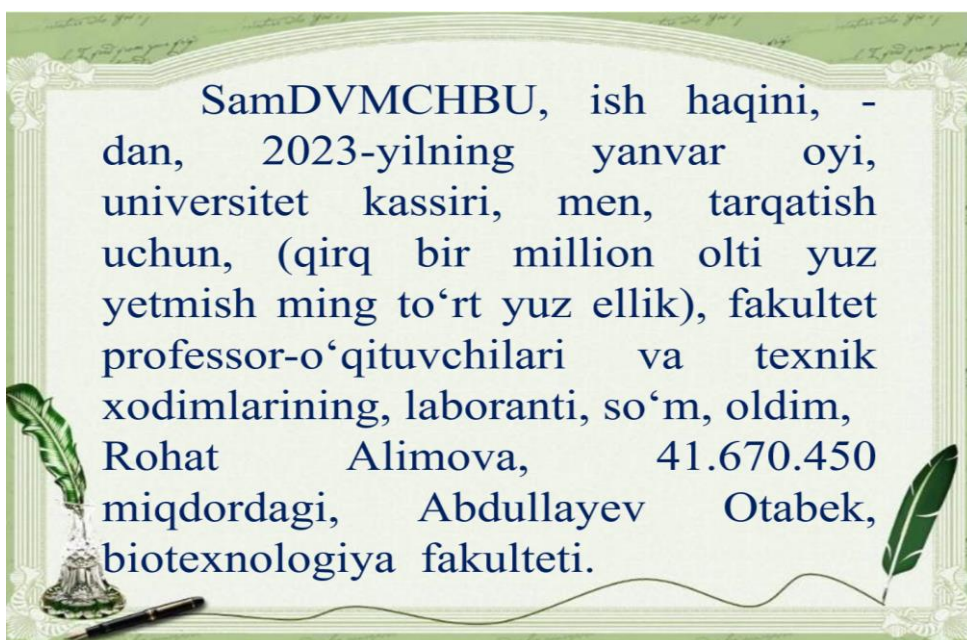 SamDVMCHBU, ish haqini, -
dan, 2023-yilning yanvar oyi,
universitet kassiri, men, tarqatish
uchun, (qirq bir million olti yuz
yetmish ming to‘rt yuz ellik), fakultet
professor-o‘qituvchilari va texnik
xodimlarining, laboranti, so‘m, oldim,
Rohat Alimova, 41.670.450
miqdordagi, Abdullayev Otabek,
biotexnologiya fakulteti.